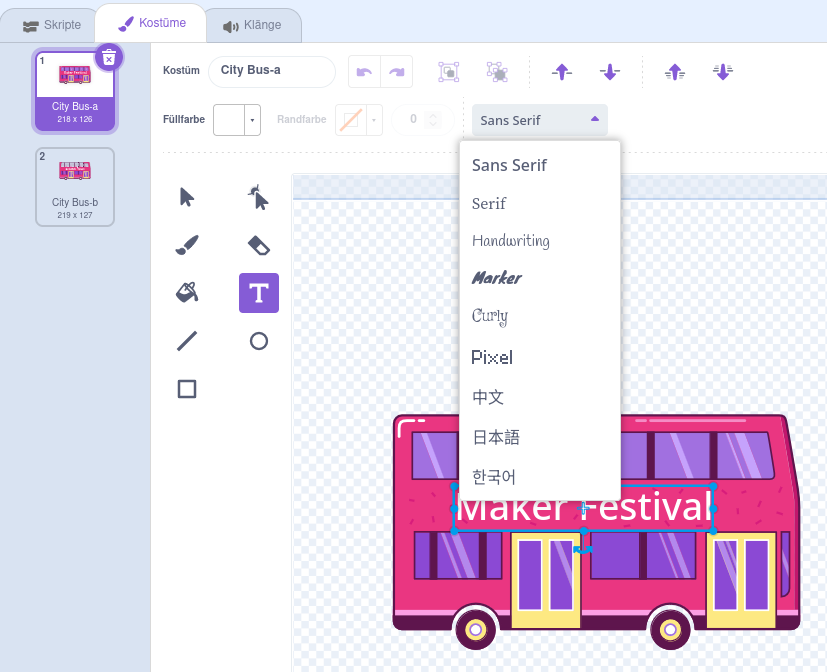 Skripte
Kostüme
Klänge
1
City Bus-a
218 x 126
2
City Bus-b
219 x 127
Kostüm
City Bus-a
Füllfarbe
Randfarbe
0
Sans Serif
Sans Serif
Serif
Handwriting
Marker
Curly
Pixel
中文
日本語
한국어
T
Maker Festival